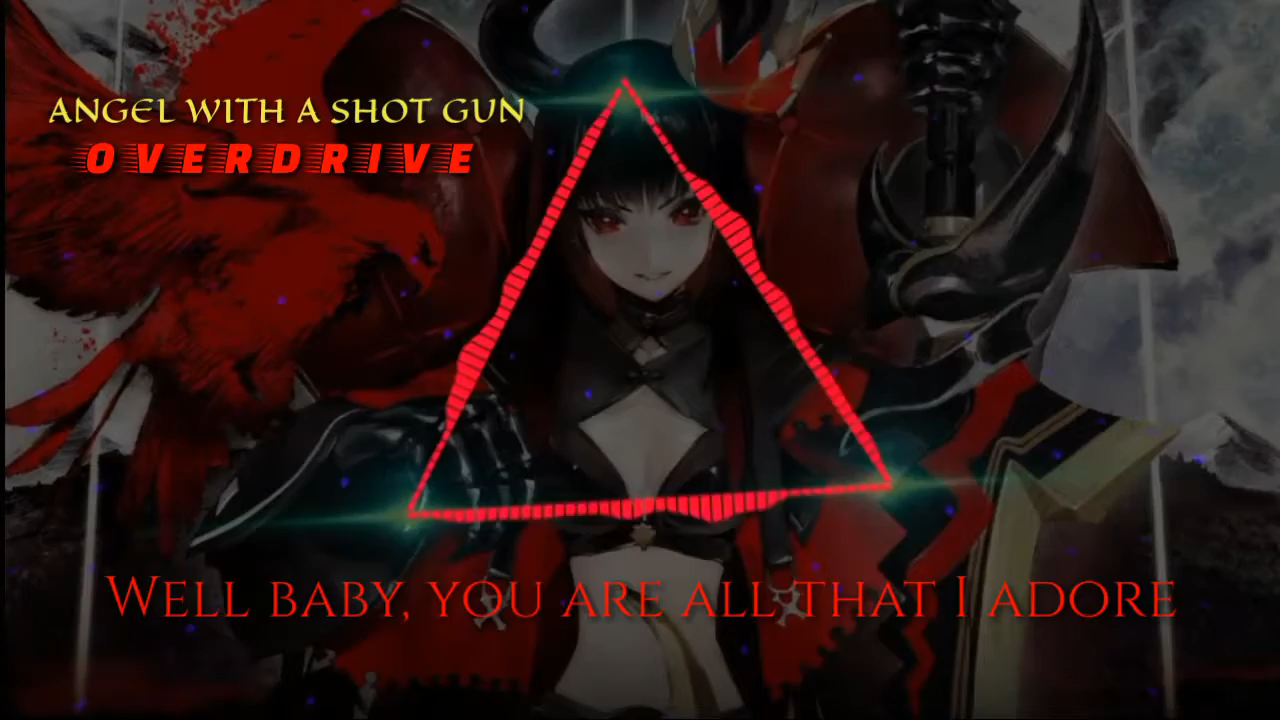 ANGEL WITH A SHOT GUN
OVERDRIVE
WELL BABY, YOU ARE ALL THAT I ADORE